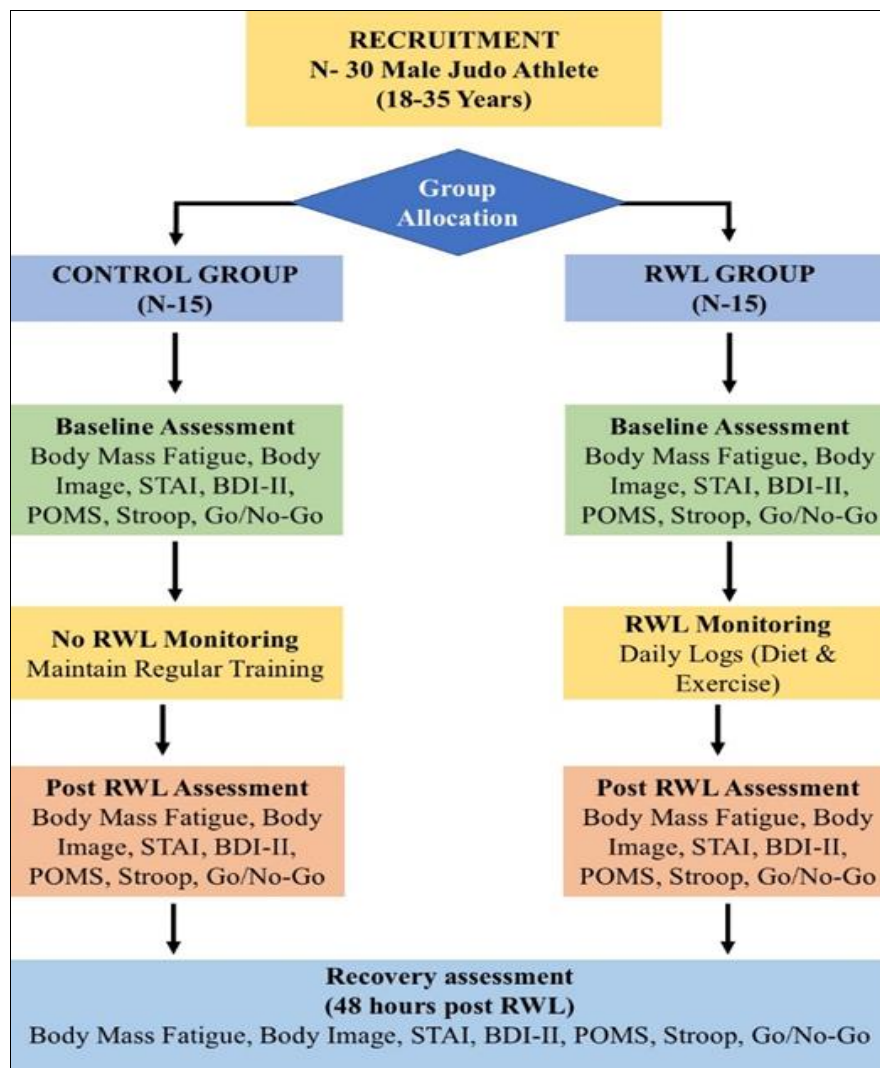 RECRUITMENT
N- 30 Male Judo Athlete
(18-35 Years)
Group
Allocation
CONTROL GROUP
(N-15)
RWL GROUP
(N-15)
Baseline Assessment
Body Mass Fatigue, Body
Image, STAI, BDI-II,
POMS, Stroop, Go/No-Go
Baseline Assessment
Body Mass Fatigue, Body
Image, STAI, BDI-II,
POMS, Stroop, Go/No-Go
No RWL Monitoring
Maintain Regular Training
RWL Monitoring
Daily Logs (Diet &
Exercise)
Post RWL Assessment
Body Mass Fatigue, Body
Image, STAI, BDI-II,
POMS, Stroop, Go/No-Go
Post RWL Assessment
Body Mass Fatigue, Body
Image, STAI, BDI-II,
POMS, Stroop, Go/No-Go
Recovery assessment
(48 hours post RWL)
Body Mass Fatigue, Body Image, STAI, BDI-II, POMS, Stroop, Go/No-Go